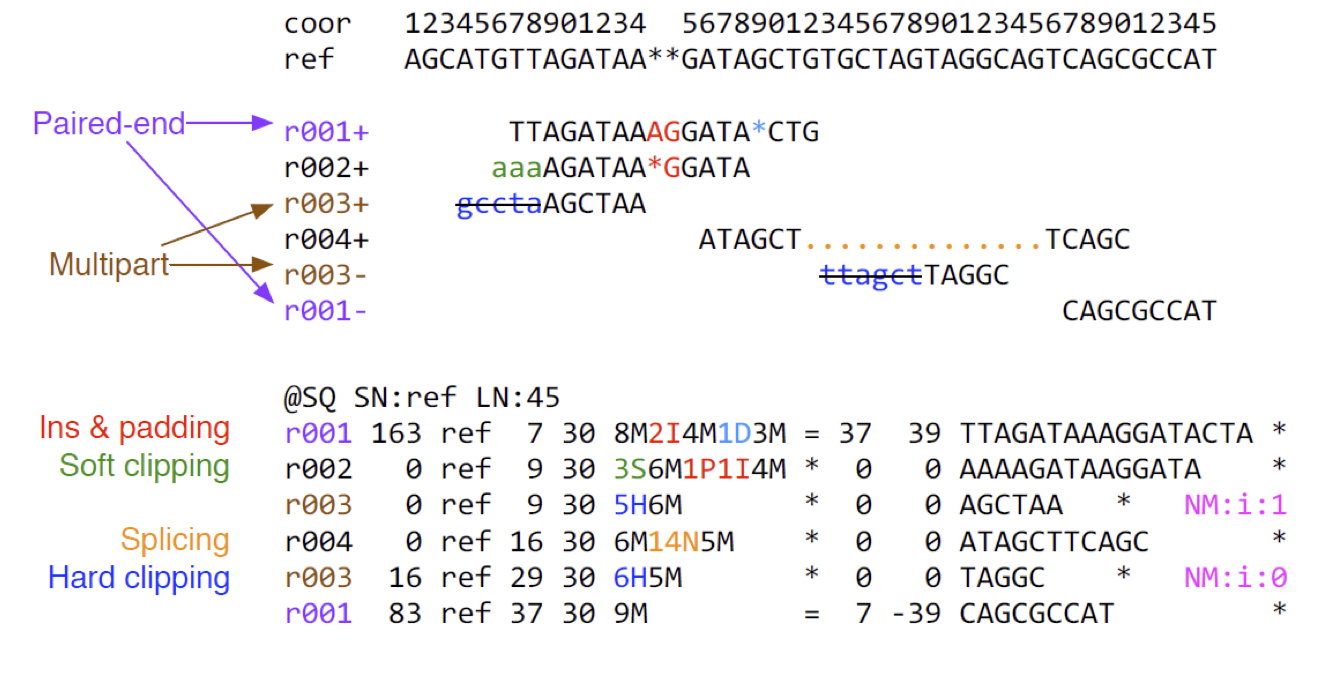 coor 12345678901234 5678901234567890123456789012345
ref AGCATGTTAGATAA**GATAGCTGTGCTAGTAGGCAGTCAGCGCCAT
Paired-end r001+ TTAGATAAAGGATA*CTG
r002+ aaaAGATAA*GGATA
r003+ gcctaAGCTAA
r004+ ATAGCT..............TCAGC
Multipart r003- ttagctTAGGC
r001- CAGCGCCAT
@SQ SN:ref LN:45
Ins & padding r001 163 ref 7 30 8M2I4M1D3M = 37 39 TTAGATAAAGGATACTA *
Soft clipping r002 0 ref 9 30 3S6M1P1I4M * 0 0 AAAAGATAAGGATA *
r003 0 ref 9 30 5H6M * 0 0 AGCTAA * NM:i:1
Splicing r004 0 ref 16 30 6M14N5M * 0 0 ATAGCTTCAGC *
Hard clipping r003 16 ref 29 30 6H5M * 0 0 TAGGC * NM:i:0
r001 83 ref 37 30 9M = 7 -39 CAGCGCCAT *